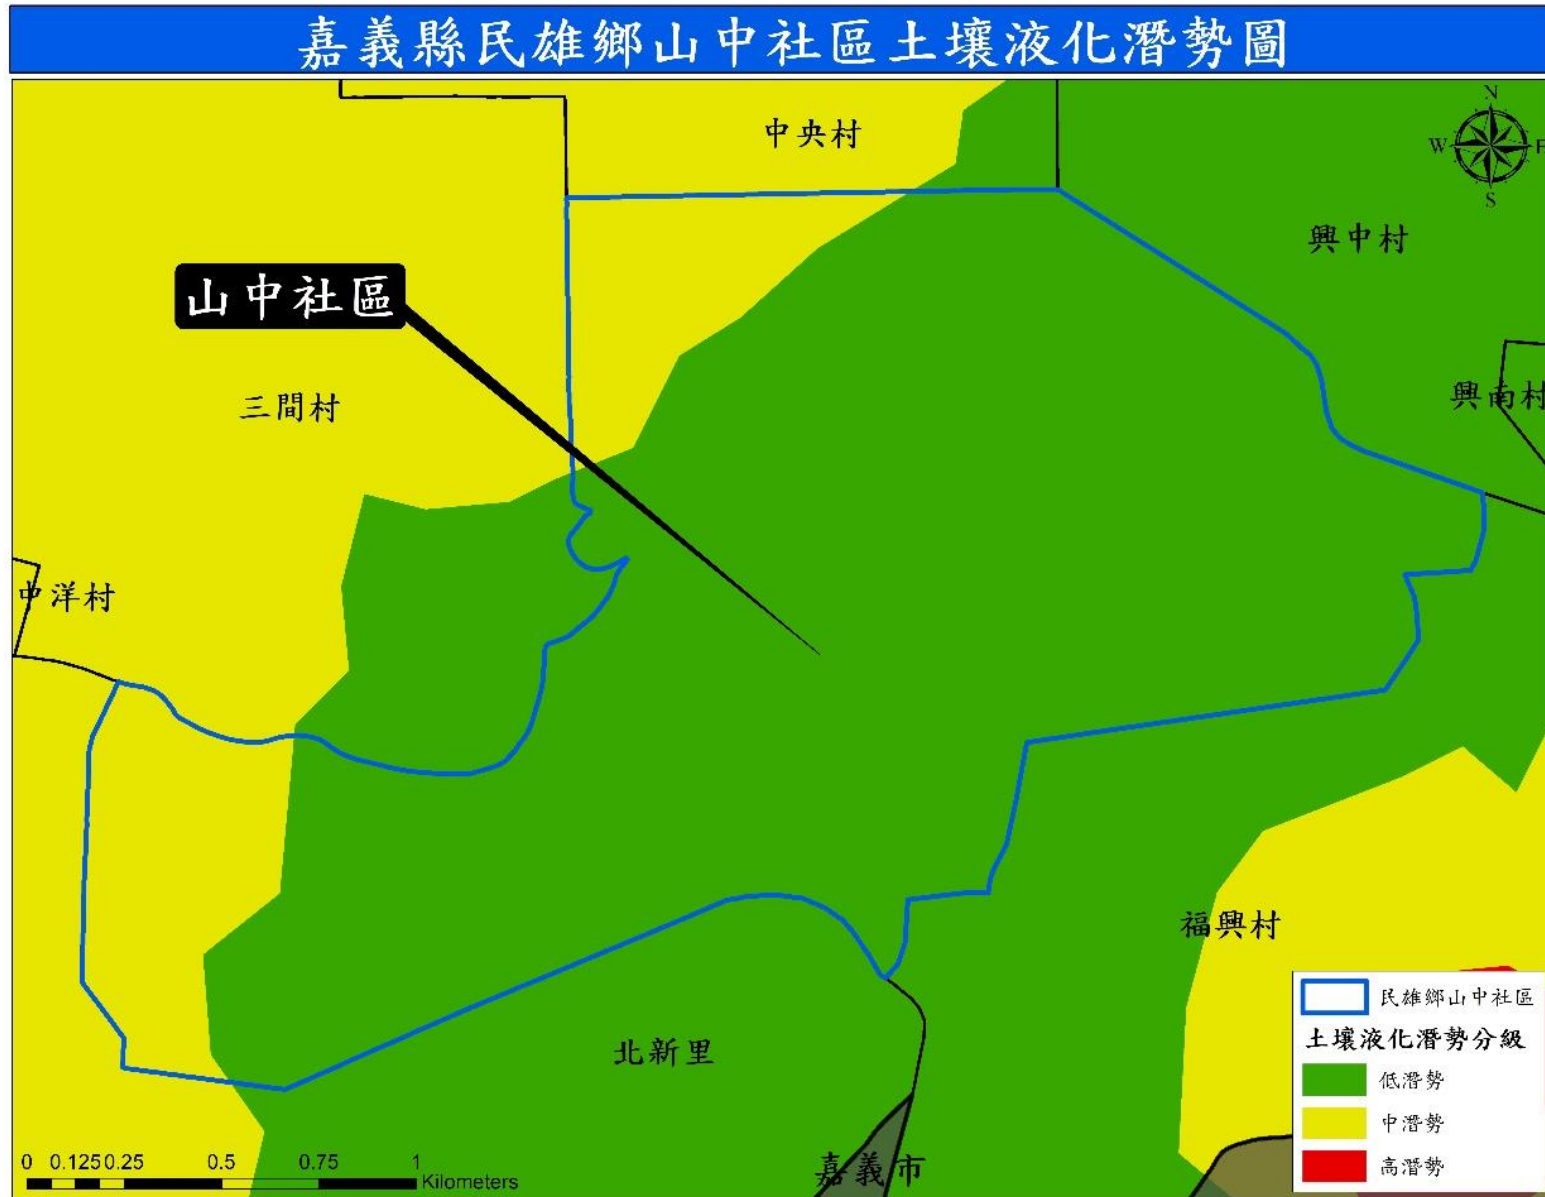 嘉義縣民雄鄉山中社區土壤液化潛勢圖
N
中央村
W
E
S
興中村
山中社區
興南村
三間村
中洋村
福興村
民雄鄉山中社區
土壤液化潛勢分級
北新里
低潛勢
中潛勢
0 0.125 0.25 0.5 0.75 1
嘉義市
高潛勢
Kilometers